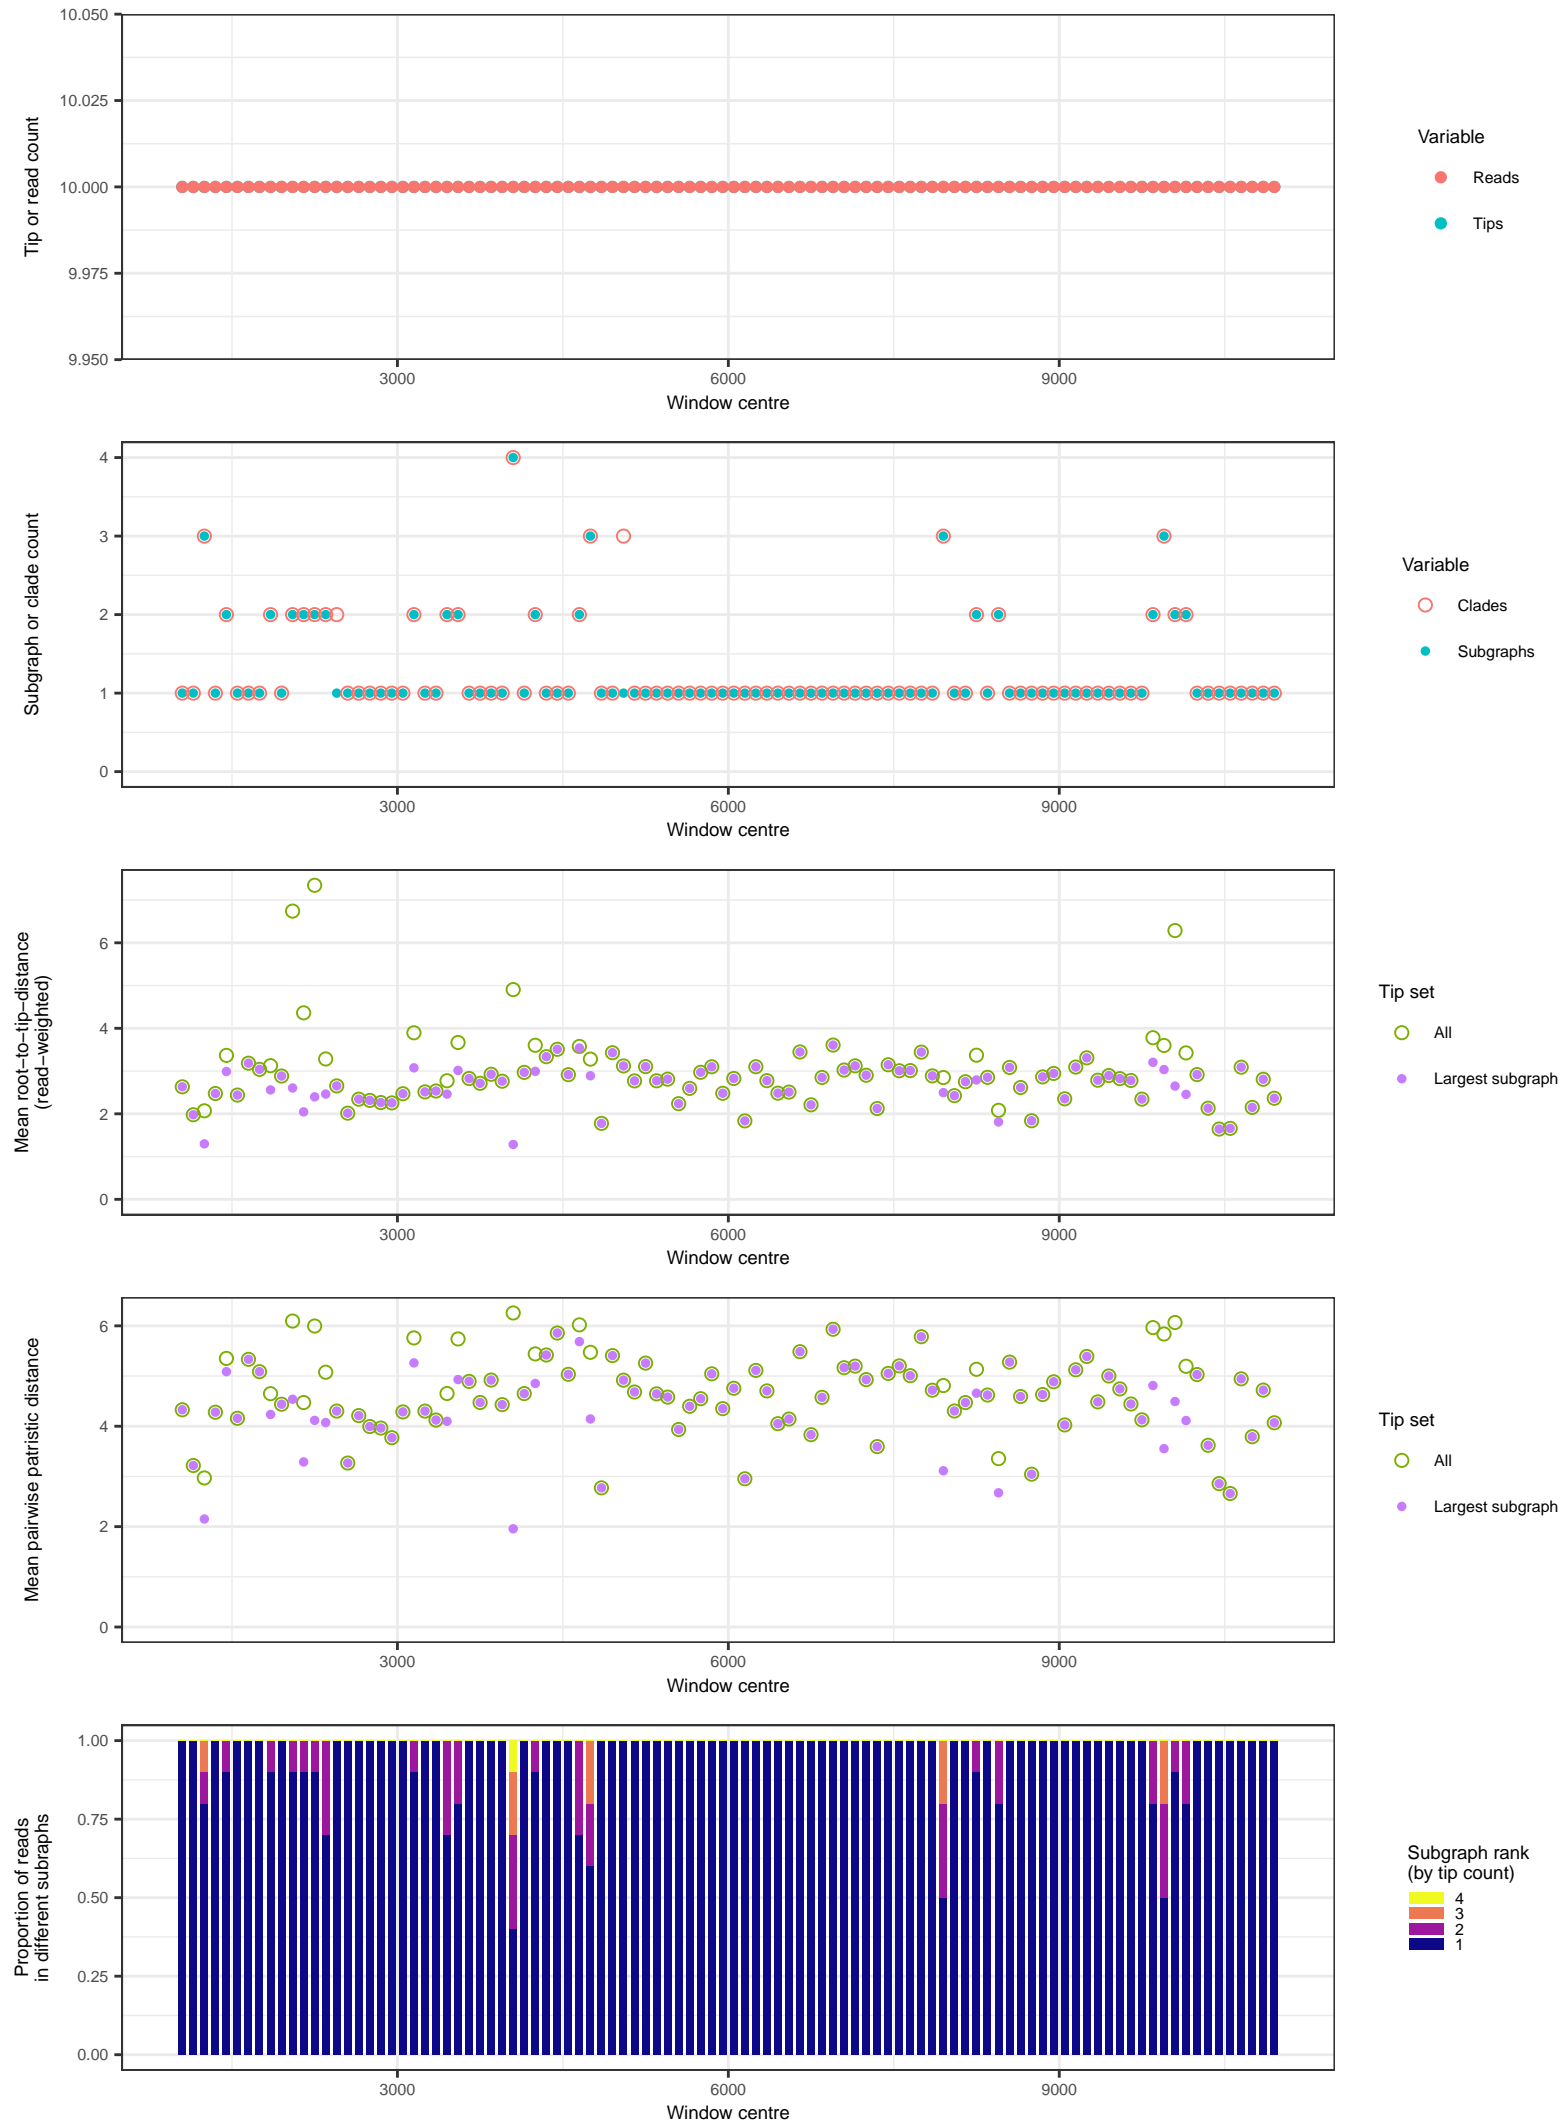 10.050
10.025
10.000
9.975
9.950
Tip or read count
3000 6000 9000
Window centre
Variable
Reads
Tips
4
3
2
1
0
Subgraph or clade count
3000 6000 9000
Window centre
Variable
Clades
Subgraphs
6
4
2
0
Mean root−to−tip−distance
(read−weighted)
3000 6000 9000
Window centre
Tip set
All
Largest subgraph
6
4
2
0
Mean pairwise patristic distance
3000 6000 9000
Window centre
Tip set
All
Largest subgraph
1.00
0.75
0.50
0.25
0.00
Proportion of reads
in different subraphs
3000 6000 9000
Window centre
Subgraph rank
(by tip count)
4
3
2
1